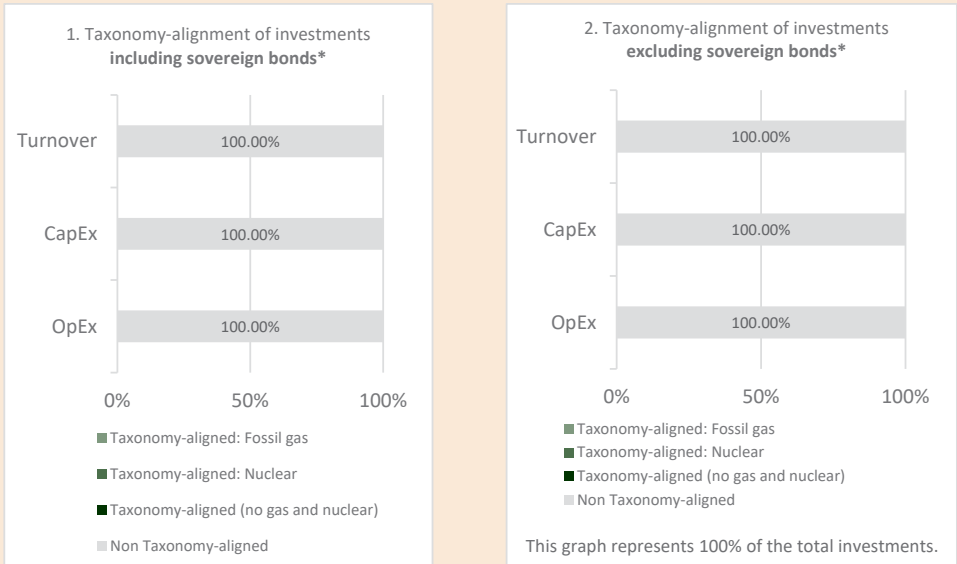 1. Taxonomy-alignment of investments
including sovereign bonds*
Turnover
100.00%
CapEx
100.00%
OpEx
100.00%
0%
50%
100%
Taxonomy-aligned: Fossil gas
Taxonomy-aligned: Nuclear
Taxonomy-aligned (no gas and nuclear)
Non Taxonomy-aligned
2. Taxonomy-alignment of investments
excluding sovereign bonds*
Turnover
100.00%
CapEx
100.00%
OpEx
100.00%
0%
50%
100%
Taxonomy-aligned: Fossil gas
Taxonomy-aligned: Nuclear
Taxonomy-aligned (no gas and nuclear)
Non Taxonomy-aligned
This graph represents 100% of the total investments.